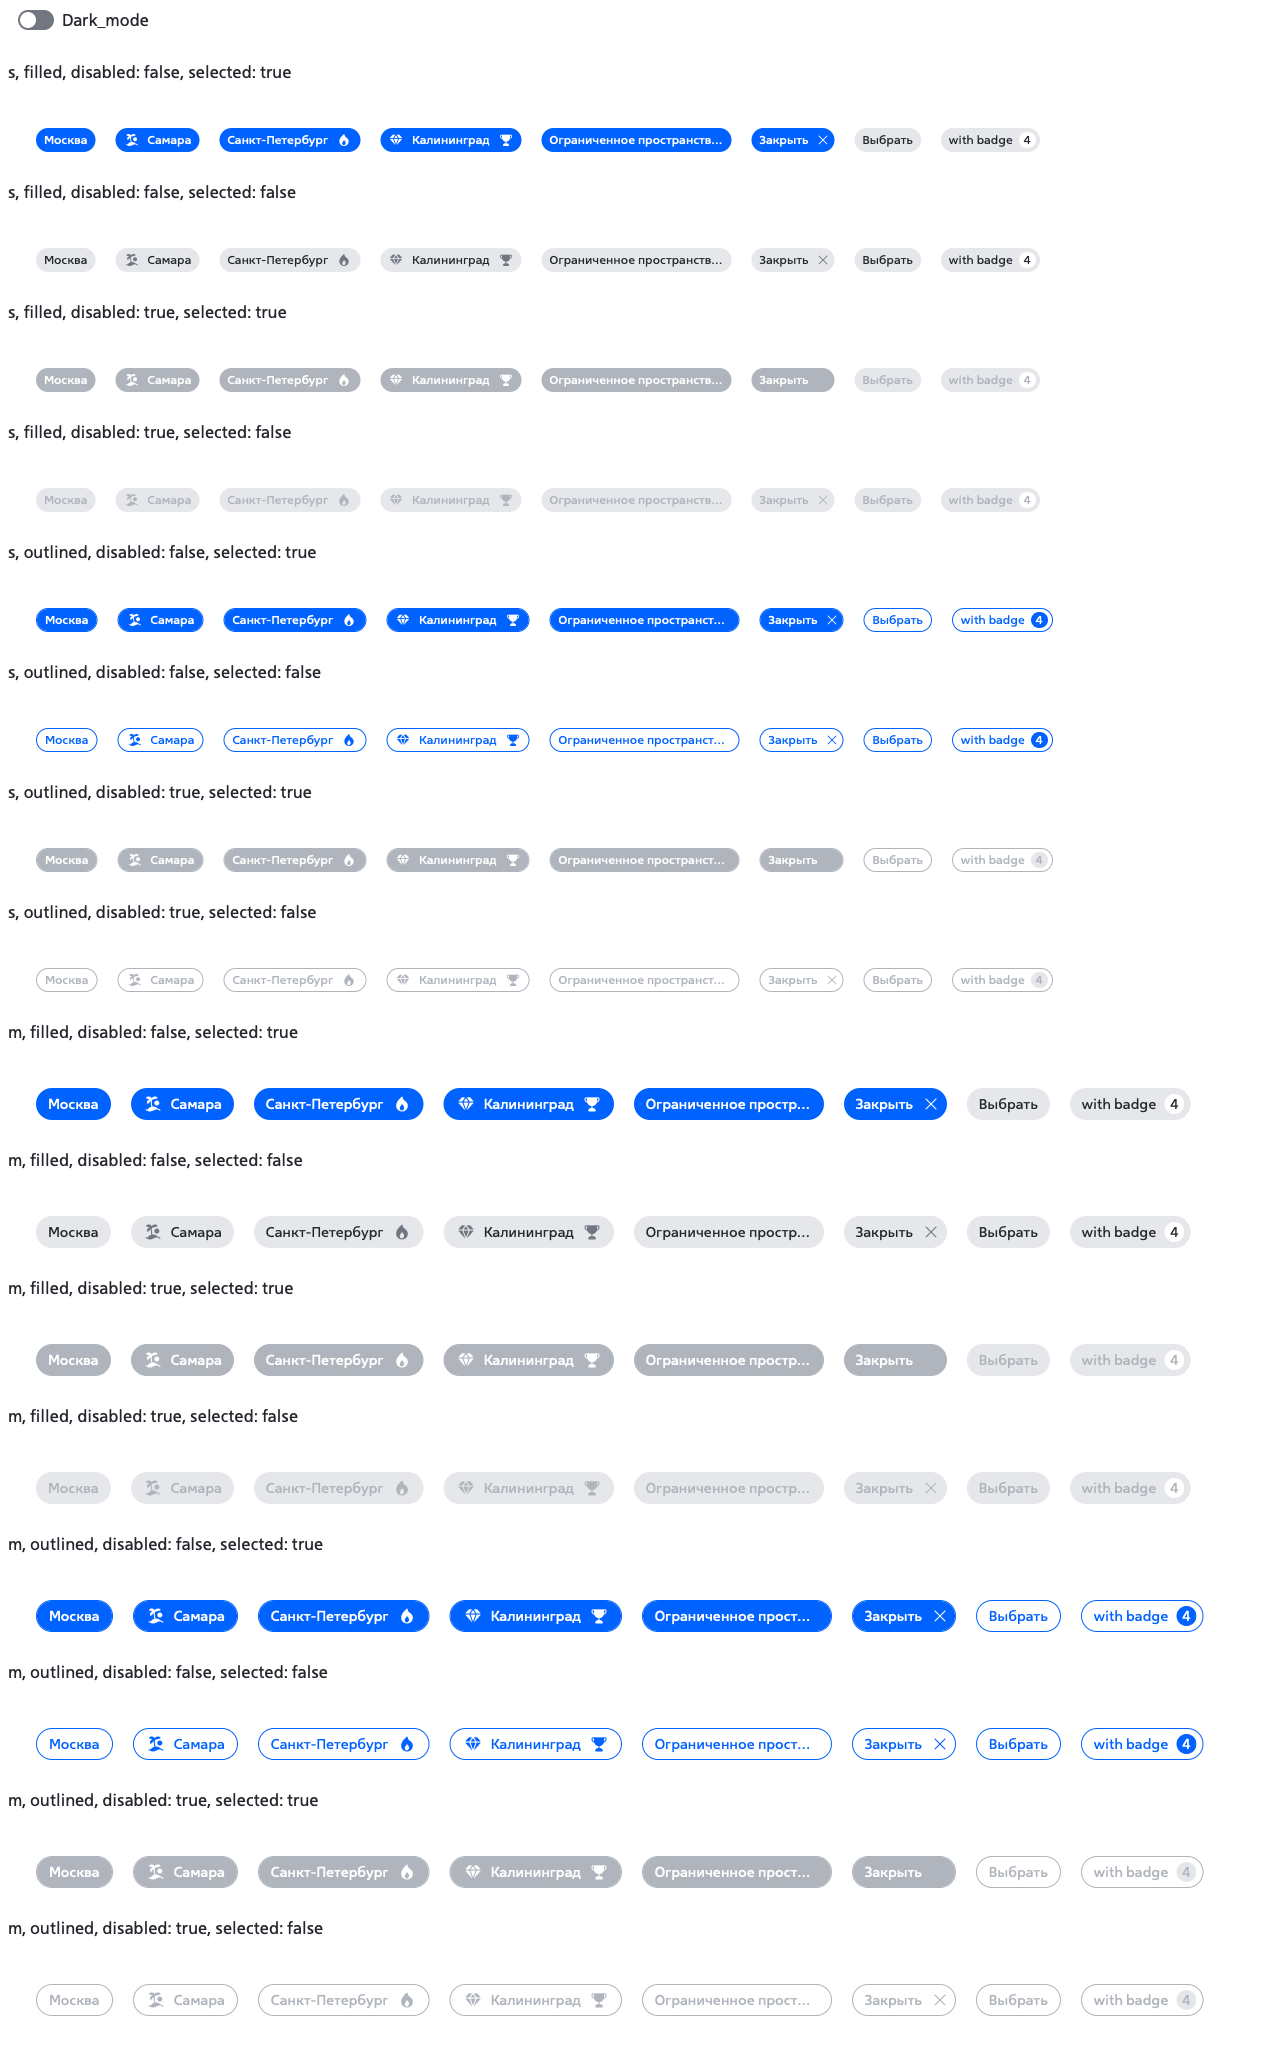 Dark_mode
s, filled, disabled: false, selected: true
Москва Самара Санкт-Петербург Калининград Ограниченное пространств... Закрыть Выбрать with badge 4
s, filled, disabled: false, selected: false
Москва Самара Санкт-Петербург Калининград Ограниченное пространств... Закрыть Выбрать with badge 4
s, filled, disabled: true, selected: true
Москва Самара Санкт-Петербург Калининград Ограниченное пространств... Закрыть Выбрать with badge 4
s, filled, disabled: true, selected: false
Москва Самара Санкт-Петербург Калининград Ограниченное пространств... Закрыть Выбрать with badge 4
s, outlined, disabled: false, selected: true
Москва Самара Санкт-Петербург Калининград Ограниченное пространст... Закрыть Выбрать with badge 4
s, outlined, disabled: false, selected: false
Москва Самара Санкт-Петербург Калининград Ограниченное пространст... Закрыть Выбрать with badge 4
s, outlined, disabled: true, selected: true
Москва Самара Санкт-Петербург Калининград Ограниченное пространст... Закрыть Выбрать with badge 4
s, outlined, disabled: true, selected: false
Москва Самара Санкт-Петербург Калининград Ограниченное пространст... Закрыть Выбрать with badge 4
m, filled, disabled: false, selected: true
Москва Самара Санкт-Петербург Калининград Ограниченное простр... Закрыть Выбрать with badge 4
m, filled, disabled: false, selected: false
Москва Самара Санкт-Петербург Калининград Ограниченное простр... Закрыть Выбрать with badge 4
m, filled, disabled: true, selected: true
Москва Самара Санкт-Петербург Калининград Ограниченное простр... Закрыть Выбрать with badge 4
m, filled, disabled: true, selected: false
Москва Самара Санкт-Петербург Калининград Ограниченное простр... Закрыть Выбрать with badge 4
m, outlined, disabled: false, selected: true
Москва Самара Санкт-Петербург Калининград Ограниченное прост... Закрыть Выбрать with badge 4
m, outlined, disabled: false, selected: false
Москва Самара Санкт-Петербург Калининград Ограниченное прост... Закрыть Выбрать with badge 4
m, outlined, disabled: true, selected: true
Москва Самара Санкт-Петербург Калининград Ограниченное прост... Закрыть Выбрать with badge 4
m, outlined, disabled: true, selected: false
Москва Самара Санкт-Петербург Калининград Ограниченное прост... Закрыть Выбрать with badge 4